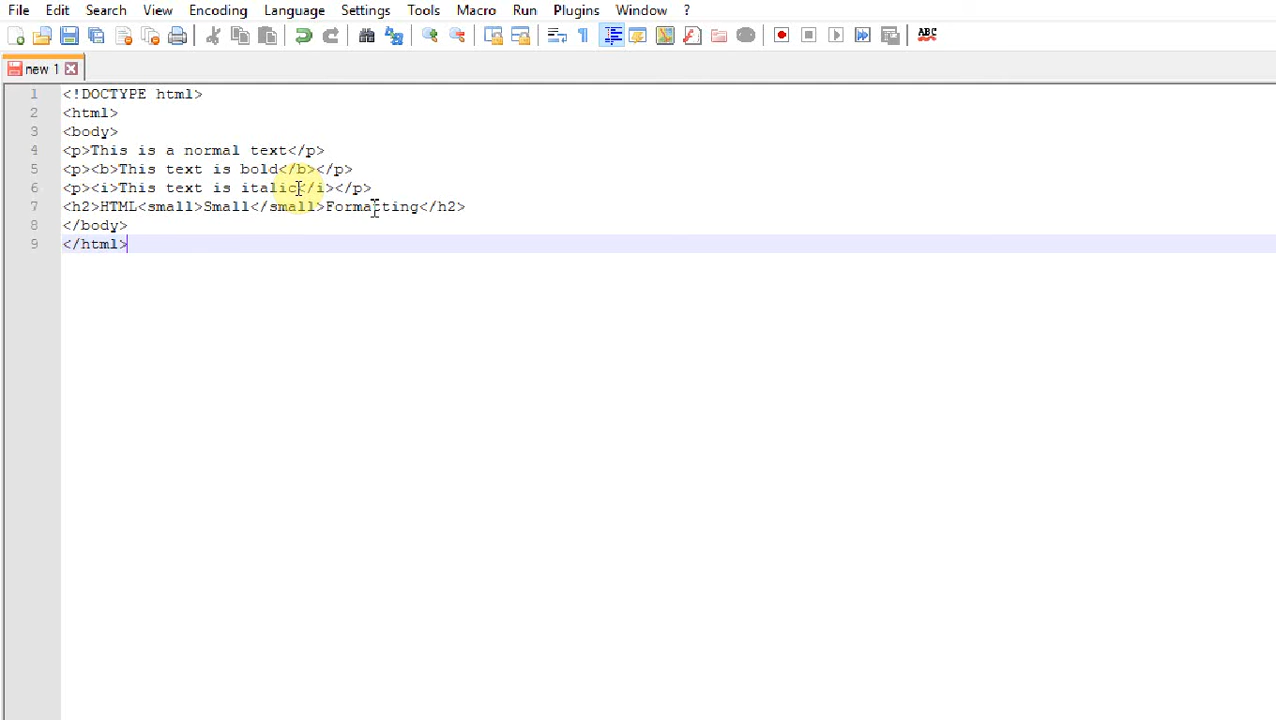 File Edit Search View Encoding Language Settings Tools Macro Run Plugins Window ?
ABC
new 1
1 <!DOCTYPE html>
2 <html>
3 <body>
4 <p>This is a normal text</p>
5 <p><b>This text is bold</b></p>
6 <p><i>This text is italic</i></p>
7 <h2>HTML<small>Small</small>Formatting</h2>
8 </body>
9 </html>